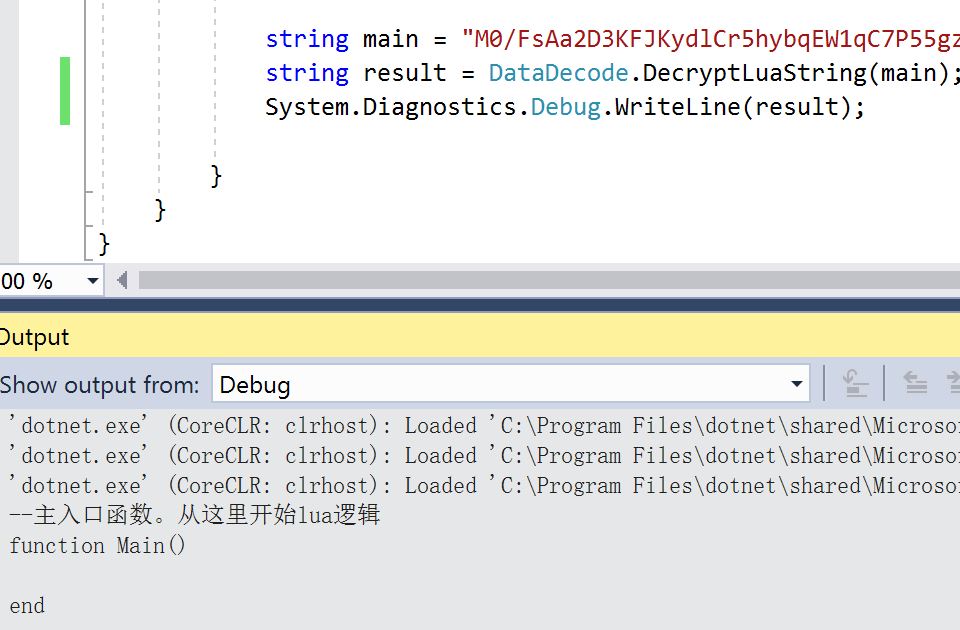 string main = "M0/FsAa2D3KFJKydlCr5hybqEW1qC7P55gz
string result = DataDecode.DecryptLuaString(main);
System.Diagnostics.Debug.WriteLine(result);
}
}
}
00 %
Output
Show output from: Debug
'dotnet.exe' (CoreCLR: clrhost): Loaded 'C:\Program Files\dotnet\shared\Microsof
'dotnet.exe' (CoreCLR: clrhost): Loaded 'C:\Program Files\dotnet\shared\Microsof
'dotnet.exe' (CoreCLR: clrhost): Loaded 'C:\Program Files\dotnet\shared\Microsof
--主入口函数。从这里开始lua逻辑
function Main()
end